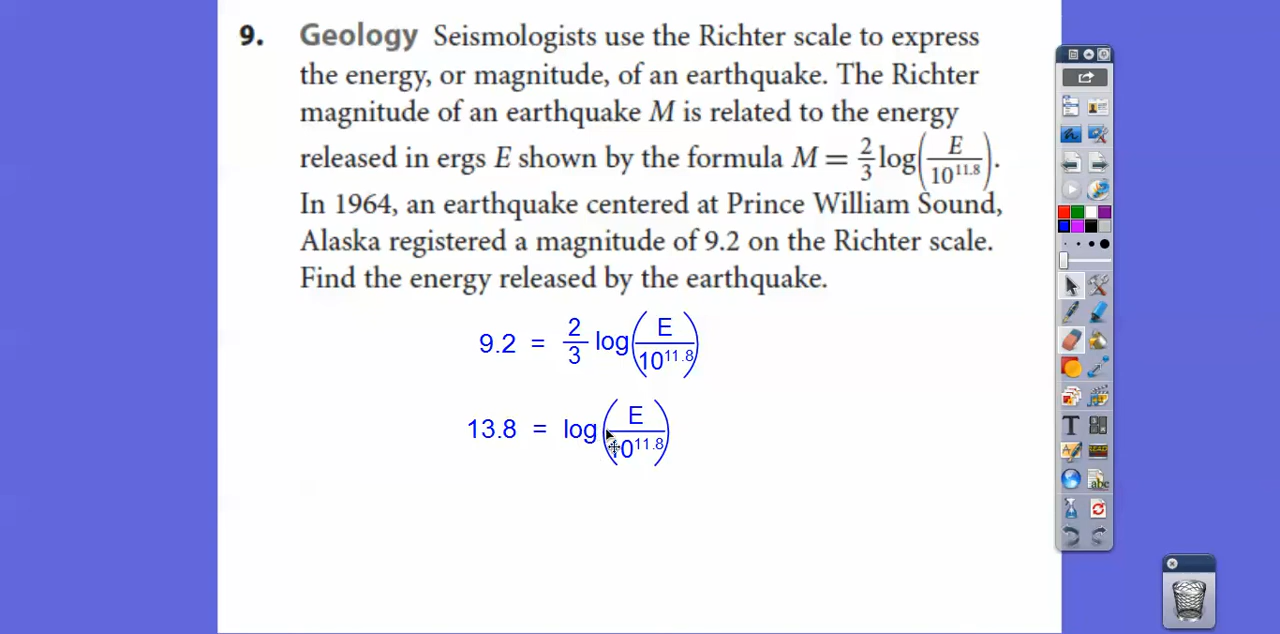 9. Geology Seismologists use the Richter scale to express
the energy, or magnitude, of an earthquake. The Richter
magnitude of an earthquake M is related to the energy
released in ergs E shown by the formula M = 2/3 log(E/10^11.8).
In 1964, an earthquake centered at Prince William Sound,
Alaska registered a magnitude of 9.2 on the Richter scale.
Find the energy released by the earthquake.
9.2 = 2/3 log(E/10^11.8)
13.8 = log(E/10^11.8)